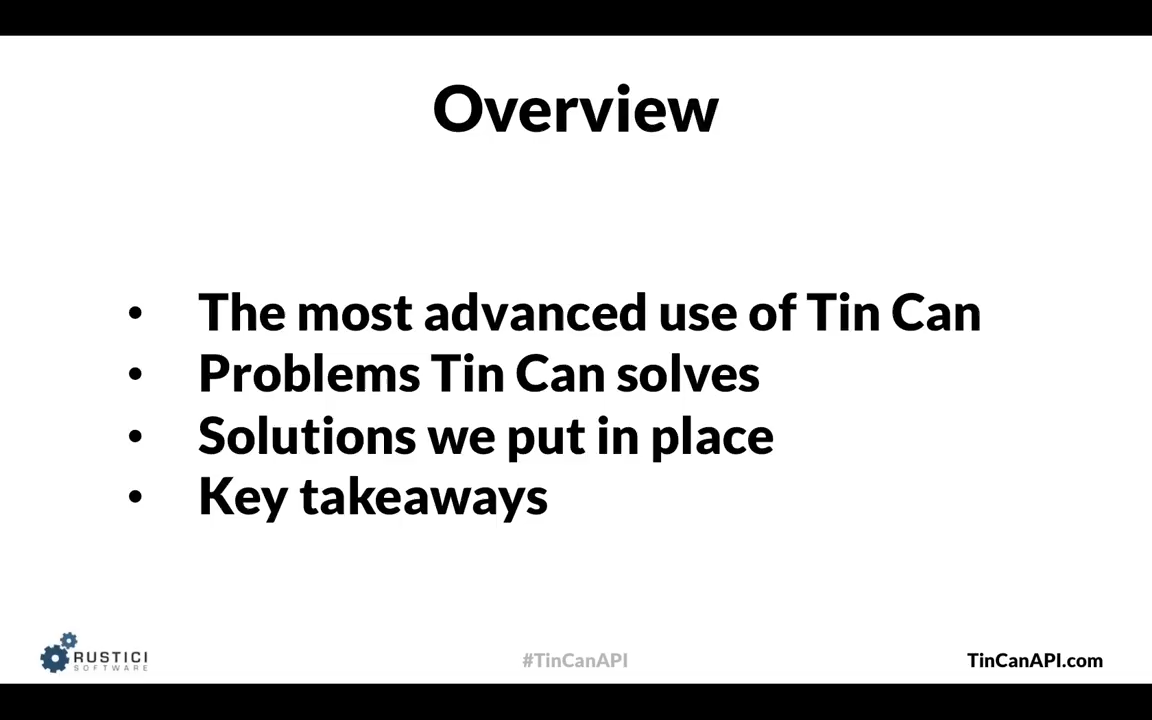 Overview
• The most advanced use of Tin Can
• Problems Tin Can solves
• Solutions we put in place
• Key takeaways
RUSTICI
SOFTWARE
#TinCanAPI
TinCanAPI.com